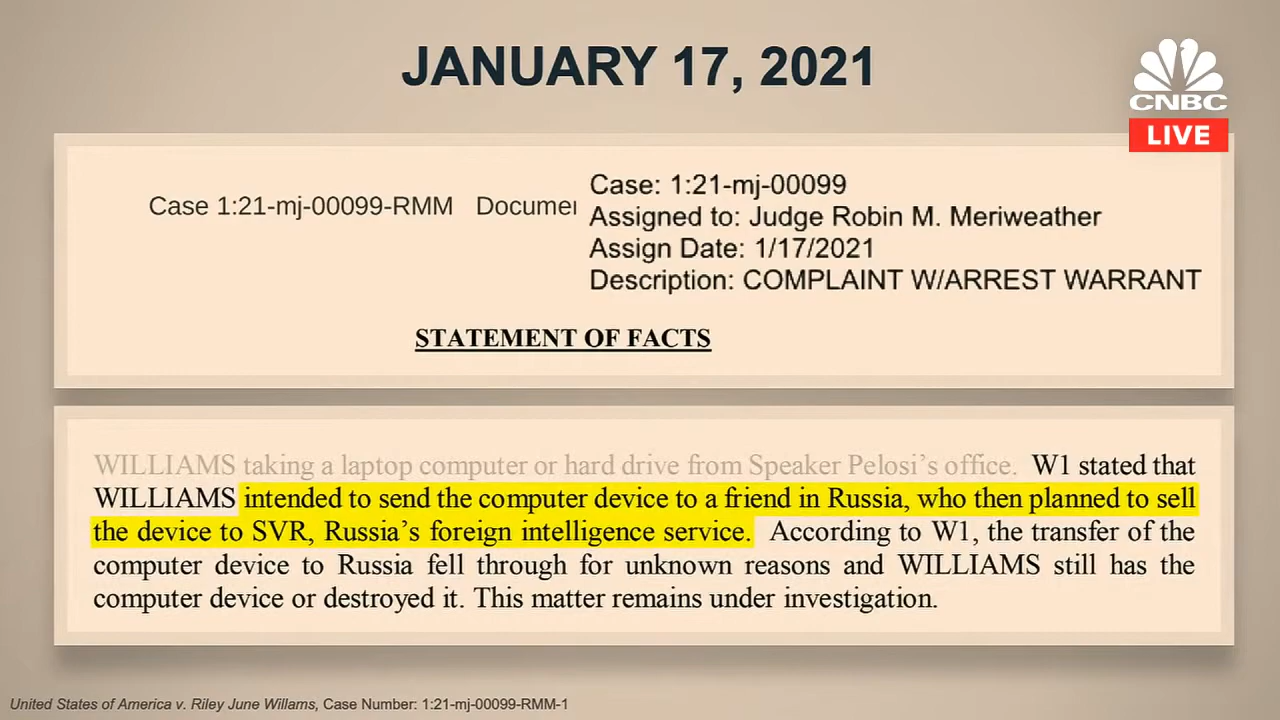 JANUARY 17, 2021
CNBC
LIVE
Case 1:21-mj-00099-RMM Documei
Case: 1:21-mj-00099
Assigned to: Judge Robin M. Meriweather
Assign Date: 1/17/2021
Description: COMPLAINT W/ARREST WARRANT
STATEMENT OF FACTS
WILLIAMS taking a laptop computer or hard drive from Speaker Pelosi's office. W1 stated that
WILLIAMS intended to send the computer device to a friend in Russia, who then planned to sell
the device to SVR, Russia's foreign intelligence service. According to W1, the transfer of the
computer device to Russia fell through for unknown reasons and WILLIAMS still has the
computer device or destroyed it. This matter remains under investigation.
United States of America v. Riley June Willams, Case Number: 1:21-mj-00099-RMM-1